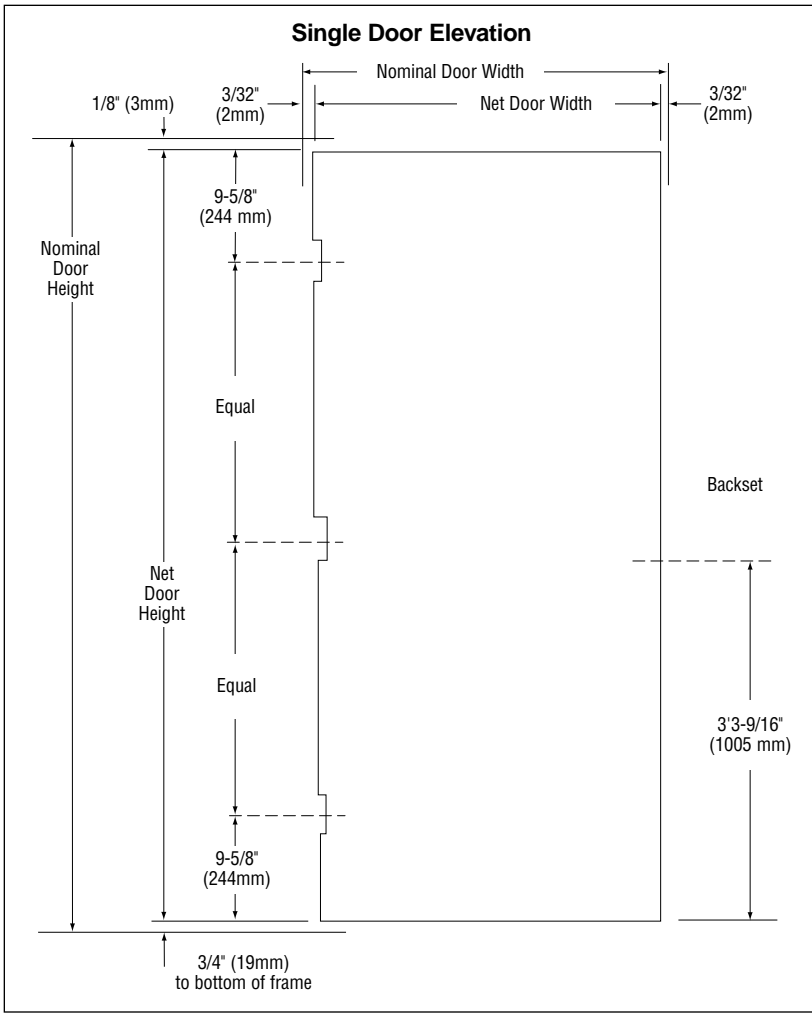 Single Door Elevation
Nominal Door Width
1/8" (3mm)
3/32"
(2mm)
Net Door Width
3/32"
(2mm)
9-5/8"
(244 mm)
Nominal
Door
Height
Equal
Backset
Net
Door
Height
Equal
3'3-9/16"
(1005 mm)
9-5/8"
(244mm)
3/4" (19mm)
to bottom of frame